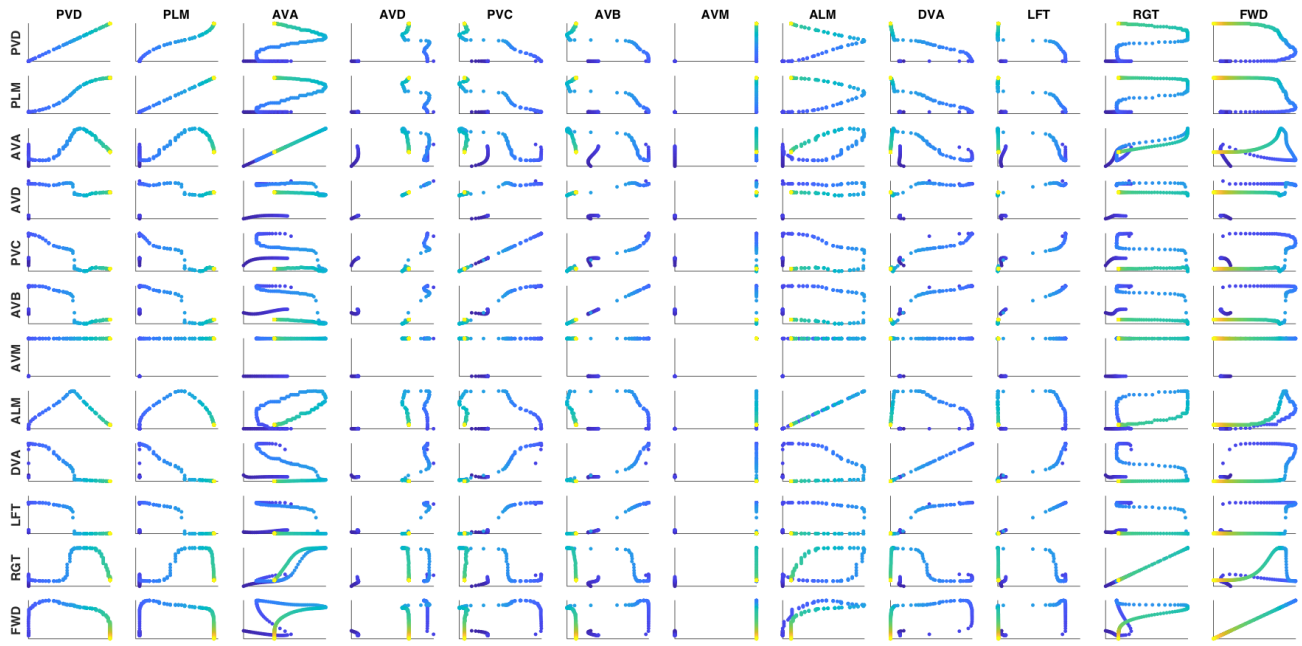 PVD PLM AVA AVD PVC AVB AVM ALM DVA LFT RGT FWD
PVD
PLM
AVA
AVD
PVC
AVB
AVM
ALM
DVA
LFT
RGT
FWD